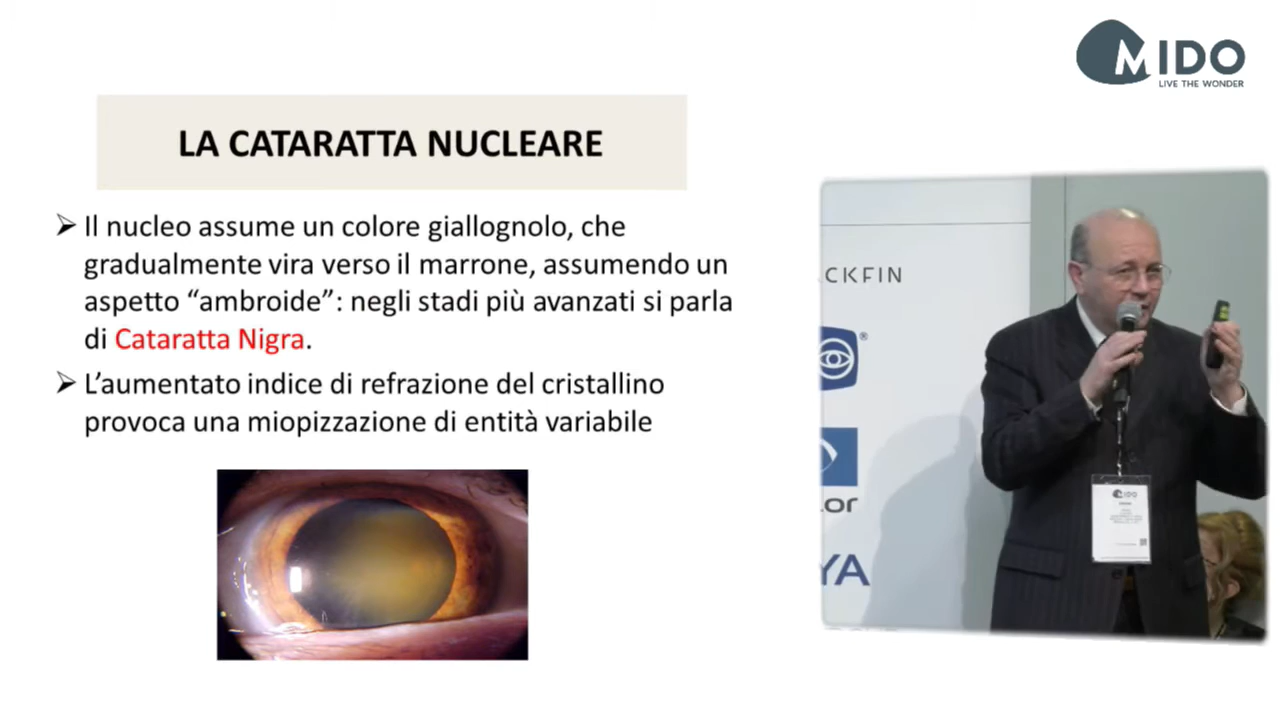 MIDO
LIVE THE WONDER
LA CATARATTA NUCLEARE
➢ Il nucleo assume un colore giallognolo, che
gradualmente vira verso il marrone, assumendo un
aspetto “ambroide”: negli stadi più avanzati si parla
di Cataratta Nigra.
➢ L’aumentato indice di refrazione del cristallino
provoca una miopizzazione di entità variabile
CKFIN
®
lor
YA
MIDO